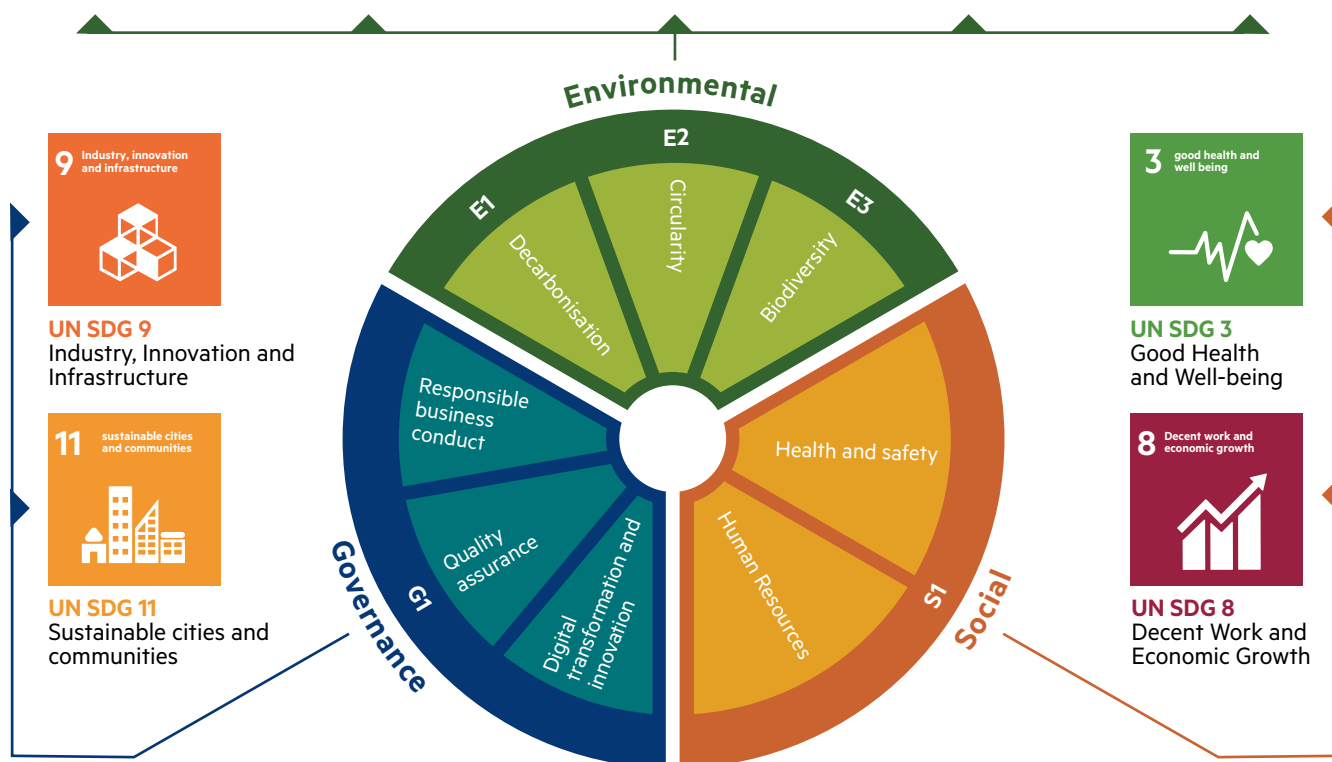 Environmental
E1
E2
E3
Decarbonisation
Circularity
Biodiversity
9 Industry, innovation
and infrastructure
UN SDG 9
Industry, Innovation and
Infrastructure
11 sustainable cities
and communities
UN SDG 11
Sustainable cities and
communities
Governance
G1
Responsible
business
conduct
Quality
assurance
Digital
transformation and
innovation
Social
S1
Health and safety
Human Resources
3 good health and
well being
UN SDG 3
Good Health
and Well-being
8 Decent work and
economic growth
UN SDG 8
Decent Work and
Economic Growth